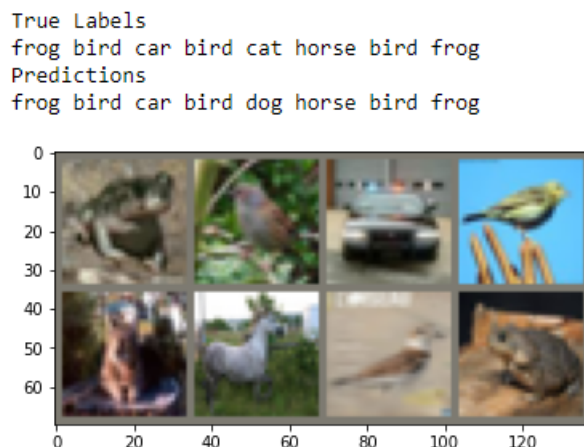 True Labels
frog bird car bird cat horse bird frog
Predictions
frog bird car bird dog horse bird frog
0
10
20
30
40
50
60
0 20 40 60 80 100 120